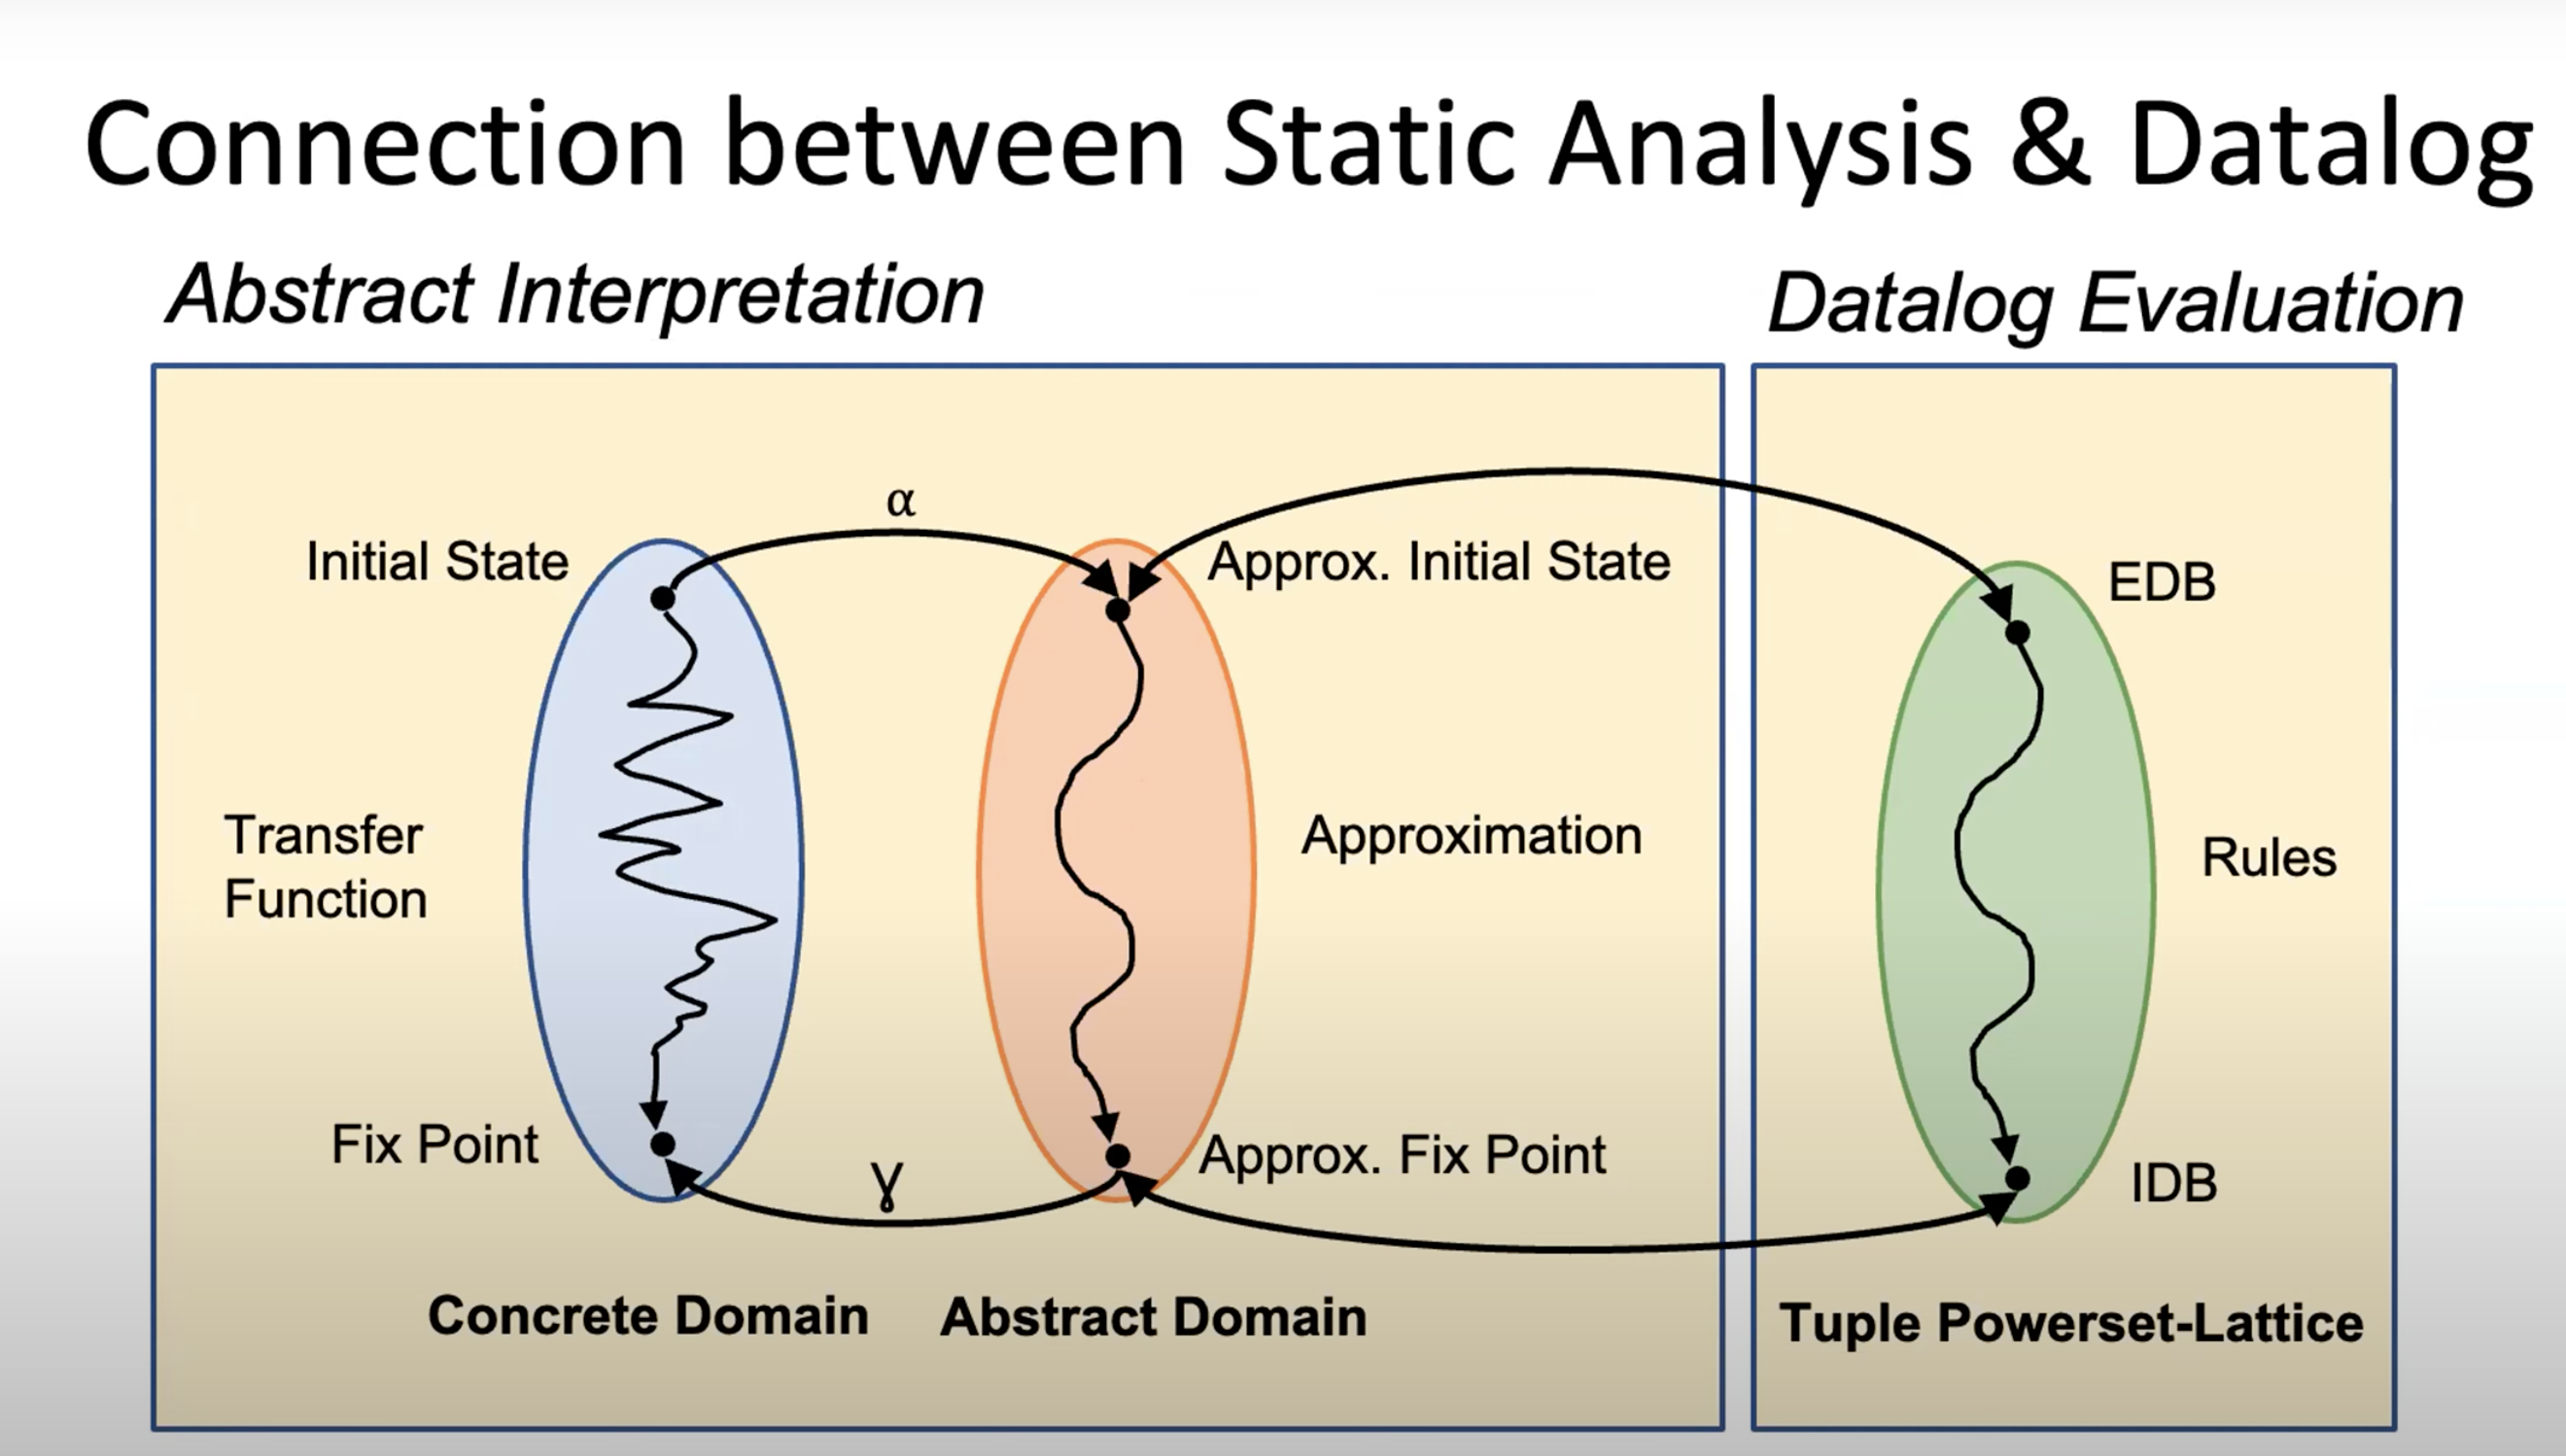 Connection between Static Analysis & Datalog
Abstract Interpretation
Datalog Evaluation
α
Initial State
Approx. Initial State
EDB
Transfer
Function
Approximation
Rules
Fix Point
γ
Approx. Fix Point
IDB
Concrete Domain
Abstract Domain
Tuple Powerset-Lattice